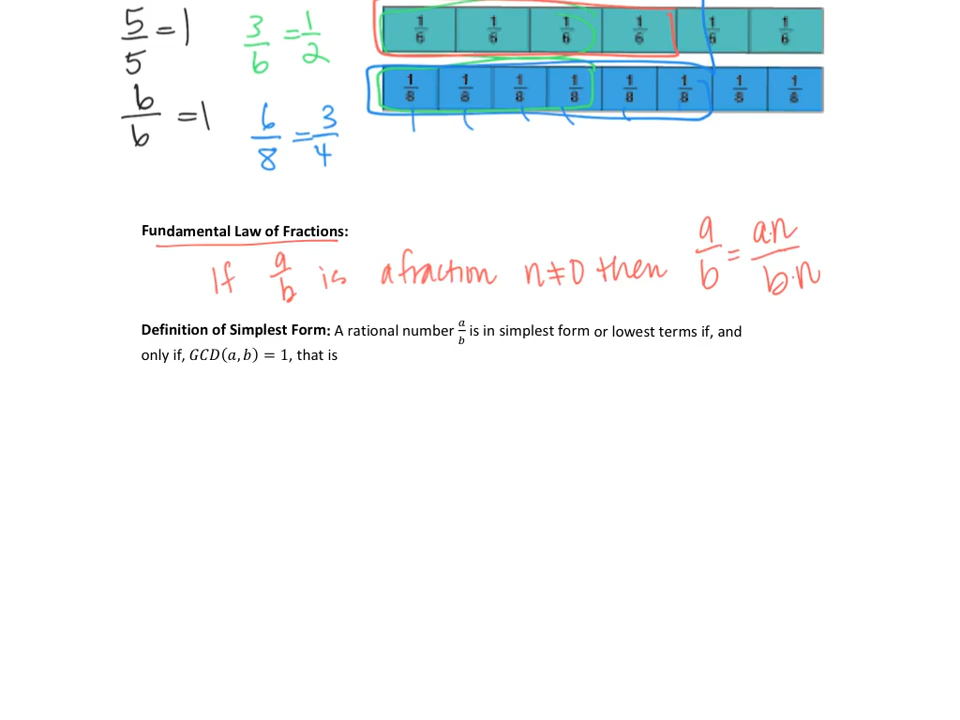 5/5 = 1
3/6 = 1/2
1/6 1/6 1/6 1/6 1/6 1/6
1/8 1/8 1/8 1/8 1/8 1/8 1/8 1/8
6/6 = 1
6/8 = 3/4
Fundamental Law of Fractions:
If a/b is a fraction n≠0 then a/b = a·n/b·n
Definition of Simplest Form: A rational number a/b is in simplest form or lowest terms if, and
only if, GCD(a, b) = 1, that is